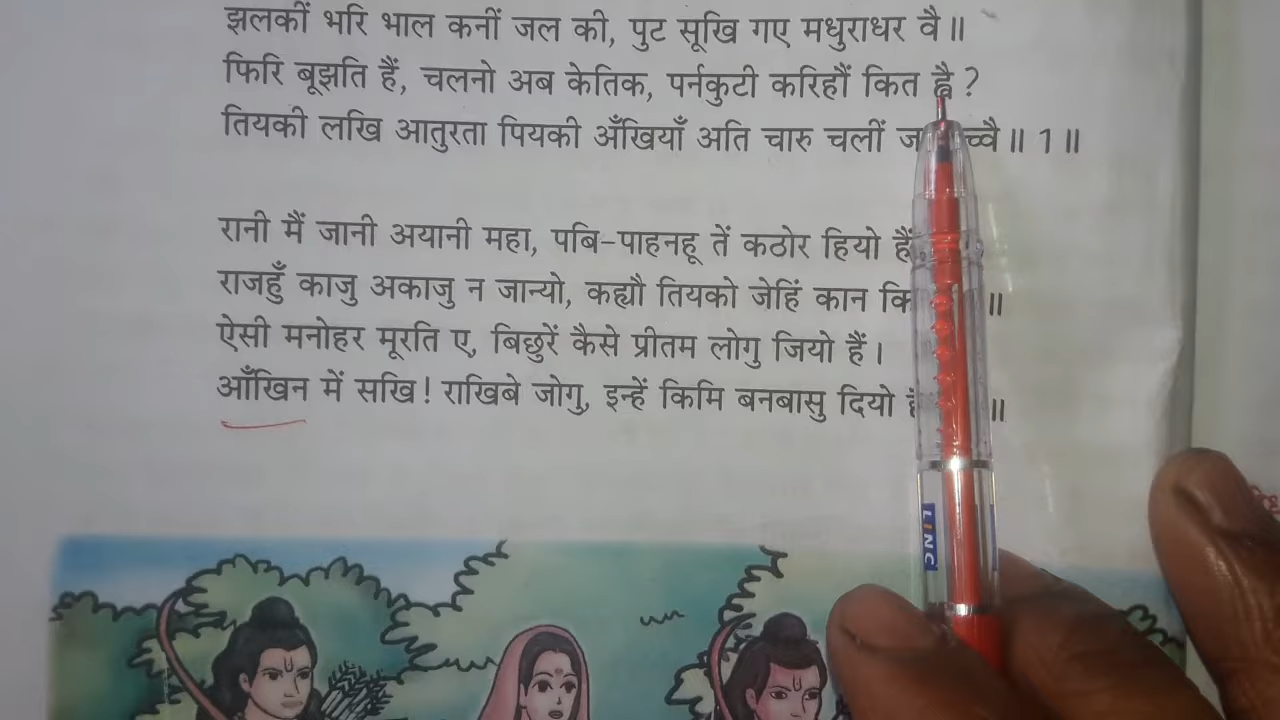 झलकीं भरि भाल कनीं जल की, पुट सूखि गए मधुराधर वै॥
फिरि बूझति हैं, चलनो अब केतिक, पर्नकुटी करिहौं कित ह्वै?
तियकी लखि आतुरता पियकी अँखियाँ अति चारु चलीं ॥ 1 ॥
रानी मैं जानी अयानी महा, पबि-पाहनहू तें कठोर हियो
राजहुँ काजु अकाजु न जान्यो, कह्यौ तियको जेहिं कान ॥
ऐसी मनोहर मूरति ए, बिछुरें कैसे प्रीतम लोगु जियो हैं।
आँखिन में सखि! राखिबे जोगु, इन्हें किमि बनबासु दियो ॥
LINC